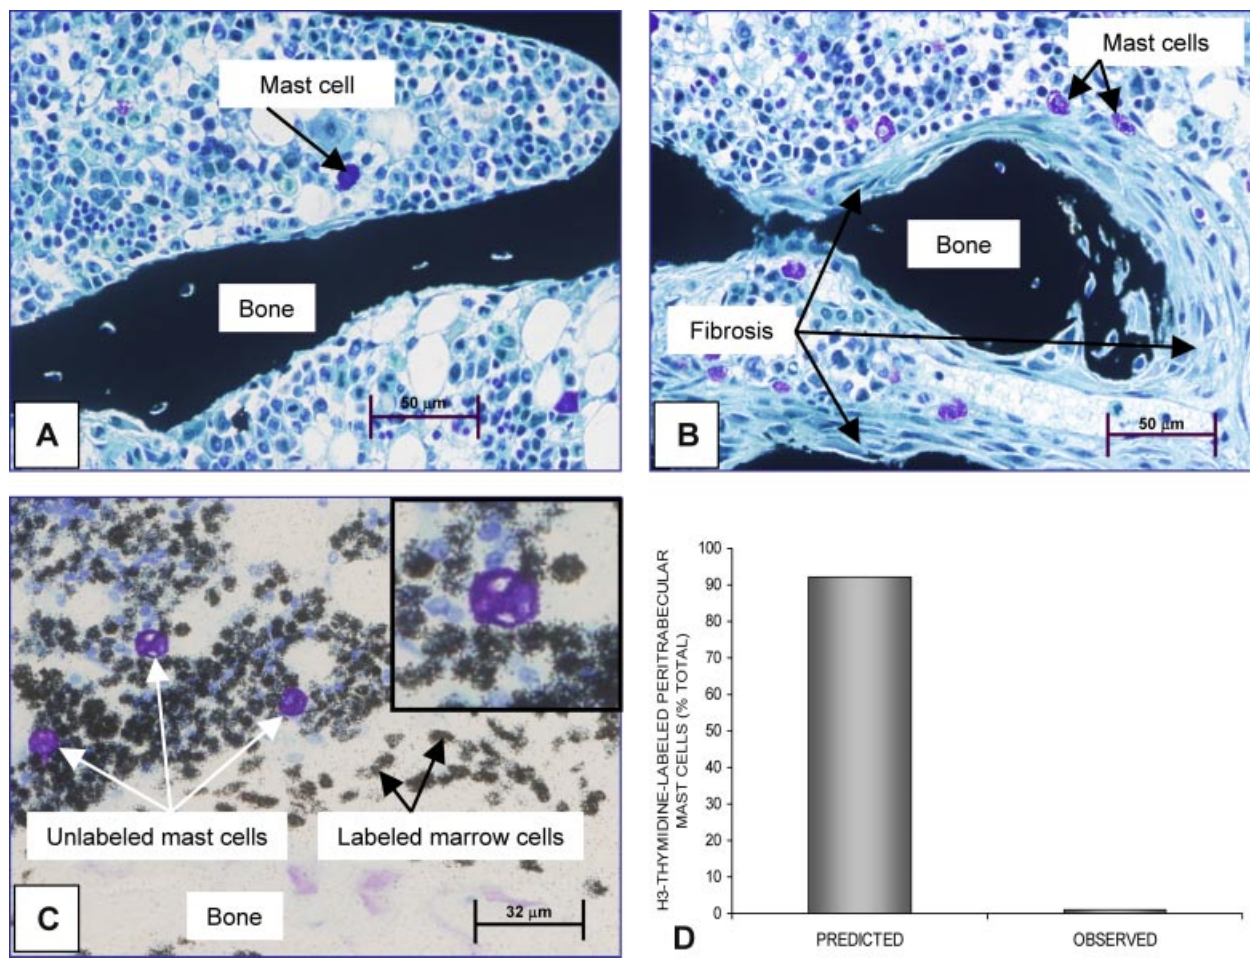 Mast cell
Bone
50 µm
A
Mast cells
Bone
Fibrosis
50 µm
B
Unlabeled mast cells
Labeled marrow cells
Bone
32 µm
C
H3-THYMIDINE-LABELED PERITRABECULAR
MAST CELLS (% TOTAL)
100
90
80
70
60
50
40
30
20
10
0
PREDICTED
OBSERVED
D